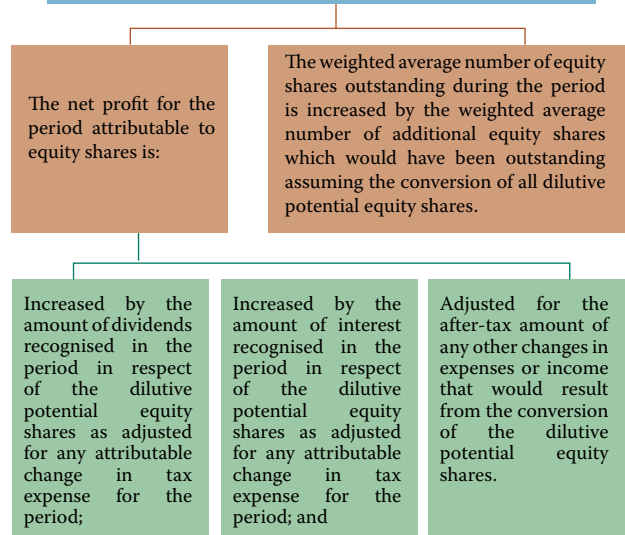 The net profit for the
period attributable to
equity shares is:
The weighted average number of equity
shares outstanding during the period
is increased by the weighted average
number of additional equity shares
which would have been outstanding
assuming the conversion of all dilutive
potential equity shares.
Increased by the
amount of dividends
recognised in the
period in respect
of the dilutive
potential equity
shares as adjusted
for any attributable
change in tax
expense for the
period;
Increased by the
amount of interest
recognised in the
period in respect
of the dilutive
potential equity
shares as adjusted
for any attributable
change in tax
expense for the
period; and
Adjusted for the
after-tax amount of
any other changes in
expenses or income
that would result
from the conversion
of the dilutive
potential equity
shares.